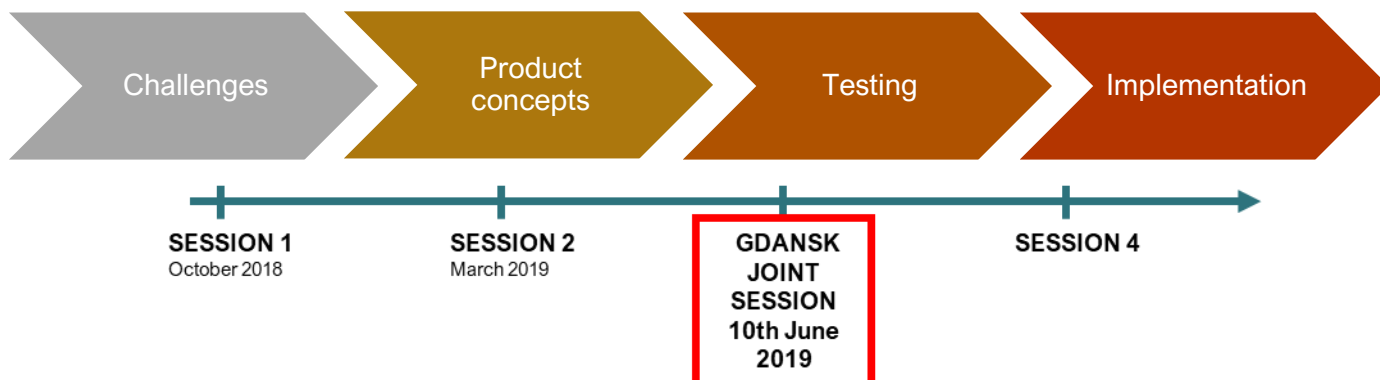 Challenges
Product
concepts
Testing
Implementation
SESSION 1
October 2018
SESSION 2
March 2019
GDANSK
JOINT
SESSION
10th June
2019
SESSION 4